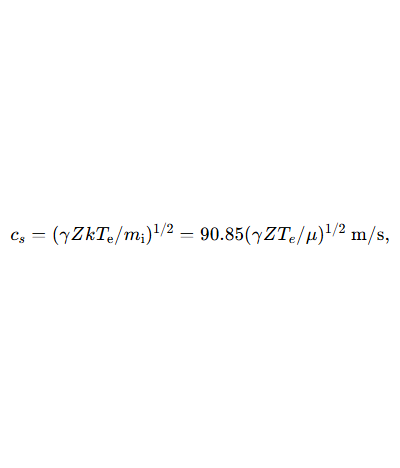 c_s = (γZkT_e/m_i)^{1/2} = 90.85(γZT_e/μ)^{1/2} m/s,